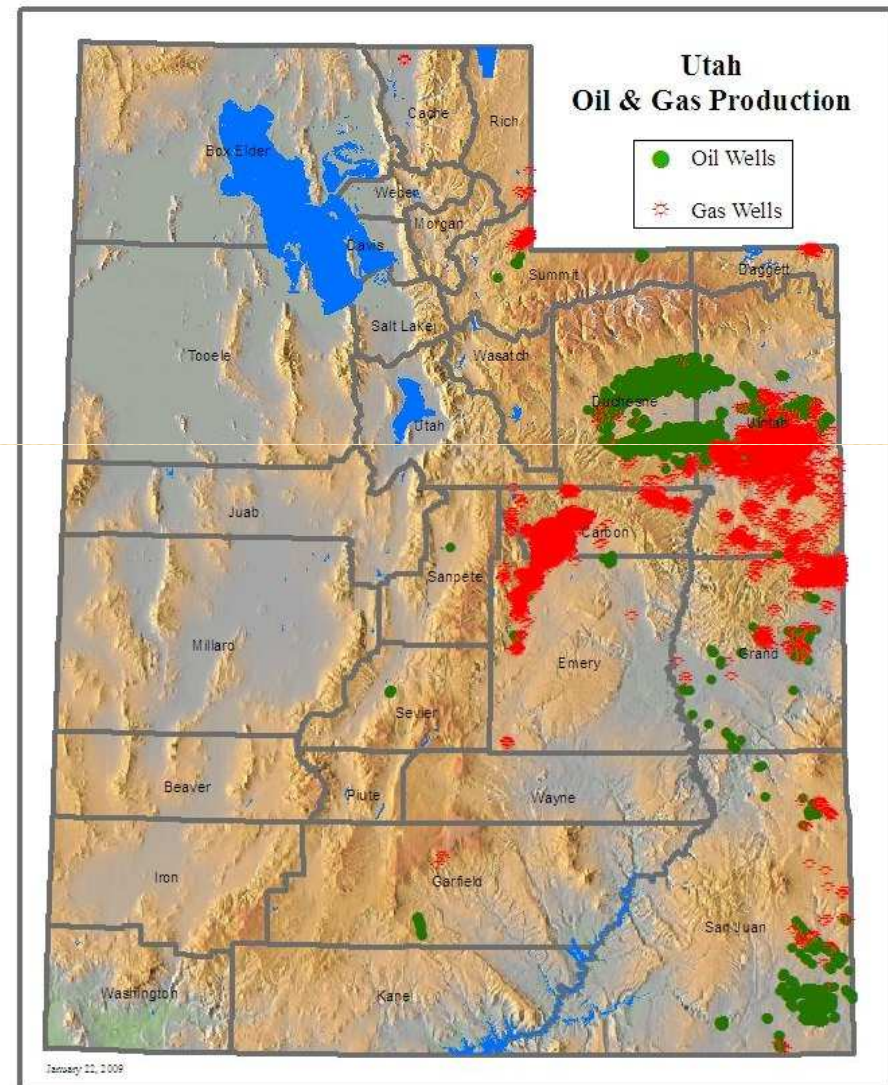 Utah
Oil & Gas Production
Oil Wells
Gas Wells
Cache
Rich
Box Elder
Weber
Morgan
Davis
Summit
Daggett
Salt Lake
Tooele
Wasatch
Duchesne
Uintah
Utah
Juab
Carbon
Sanpete
Millard
Emery
Grand
Sevier
Beaver
Piute
Wayne
Iron
Garfield
San Juan
Washington
Kane
January 22, 2009